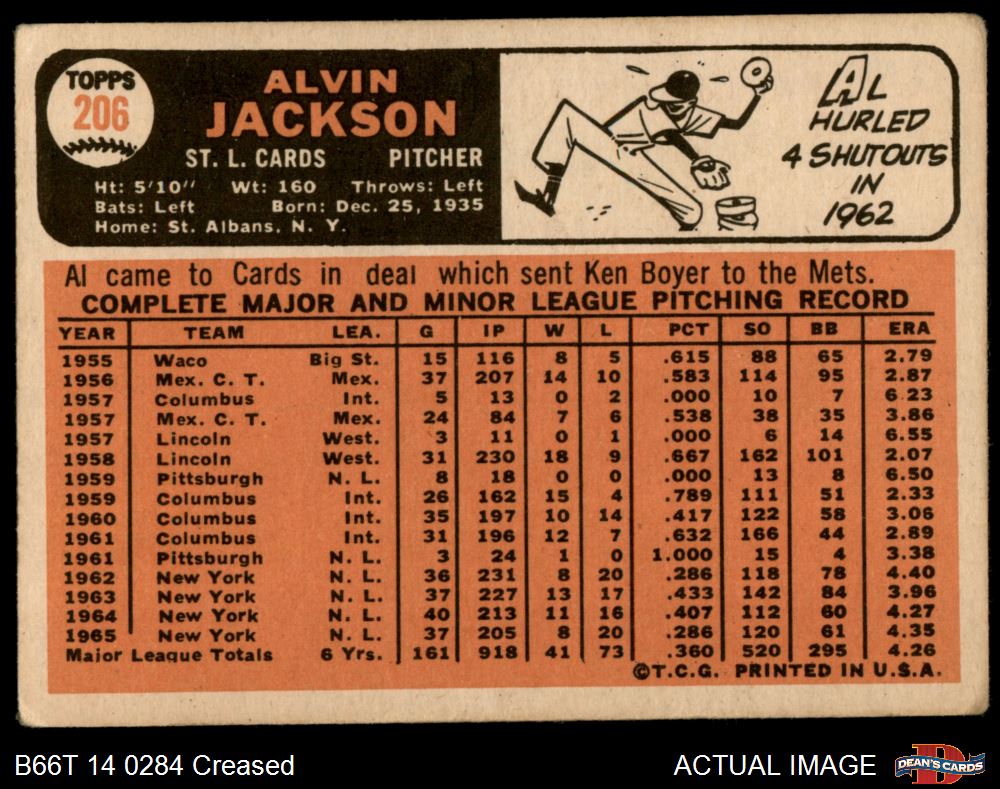 TOPPS
206
ALVIN
JACKSON
ST. L. CARDS PITCHER
Ht: 5'10" Wt: 160 Throws: Left
Bats: Left Born: Dec. 25, 1935
Home: St. Albans, N. Y.
AL
HURLED
4 SHUTOUTS
IN
1962
Al came to Cards in deal which sent Ken Boyer to the Mets.
COMPLETE MAJOR AND MINOR LEAGUE PITCHING RECORD
YEAR TEAM LEA. G IP W L PCT SO BB ERA
1955 Waco Big St. 15 116 8 5 .615 88 65 2.79
1956 Mex. C. T. Mex. 37 207 14 10 .583 114 95 2.87
1957 Columbus Int. 5 13 0 2 .000 10 7 6.23
1957 Mex. C. T. Mex. 24 84 7 6 .538 38 35 3.86
1957 Lincoln West. 3 11 0 1 .000 6 14 6.55
1958 Lincoln West. 31 230 18 9 .667 162 101 2.07
1959 Pittsburgh N. L. 8 18 0 0 .000 13 8 6.50
1959 Columbus Int. 26 162 15 4 .789 111 51 2.33
1960 Columbus Int. 35 197 10 14 .417 122 58 3.06
1961 Columbus Int. 31 196 12 7 .632 166 44 2.89
1961 Pittsburgh N. L. 3 24 1 0 1.000 15 4 3.38
1962 New York N. L. 36 231 8 20 .286 118 78 4.40
1963 New York N. L. 37 227 13 17 .433 142 84 3.96
1964 New York N. L. 40 213 11 16 .407 112 60 4.27
1965 New York N. L. 37 205 8 20 .286 120 61 4.35
Major League Totals 6 Yrs. 161 918 41 73 .360 520 295 4.26
©T.C.G. PRINTED IN U.S.A.
B66T 14 0284 Creased ACTUAL IMAGE
D
DEAN'S CARDS